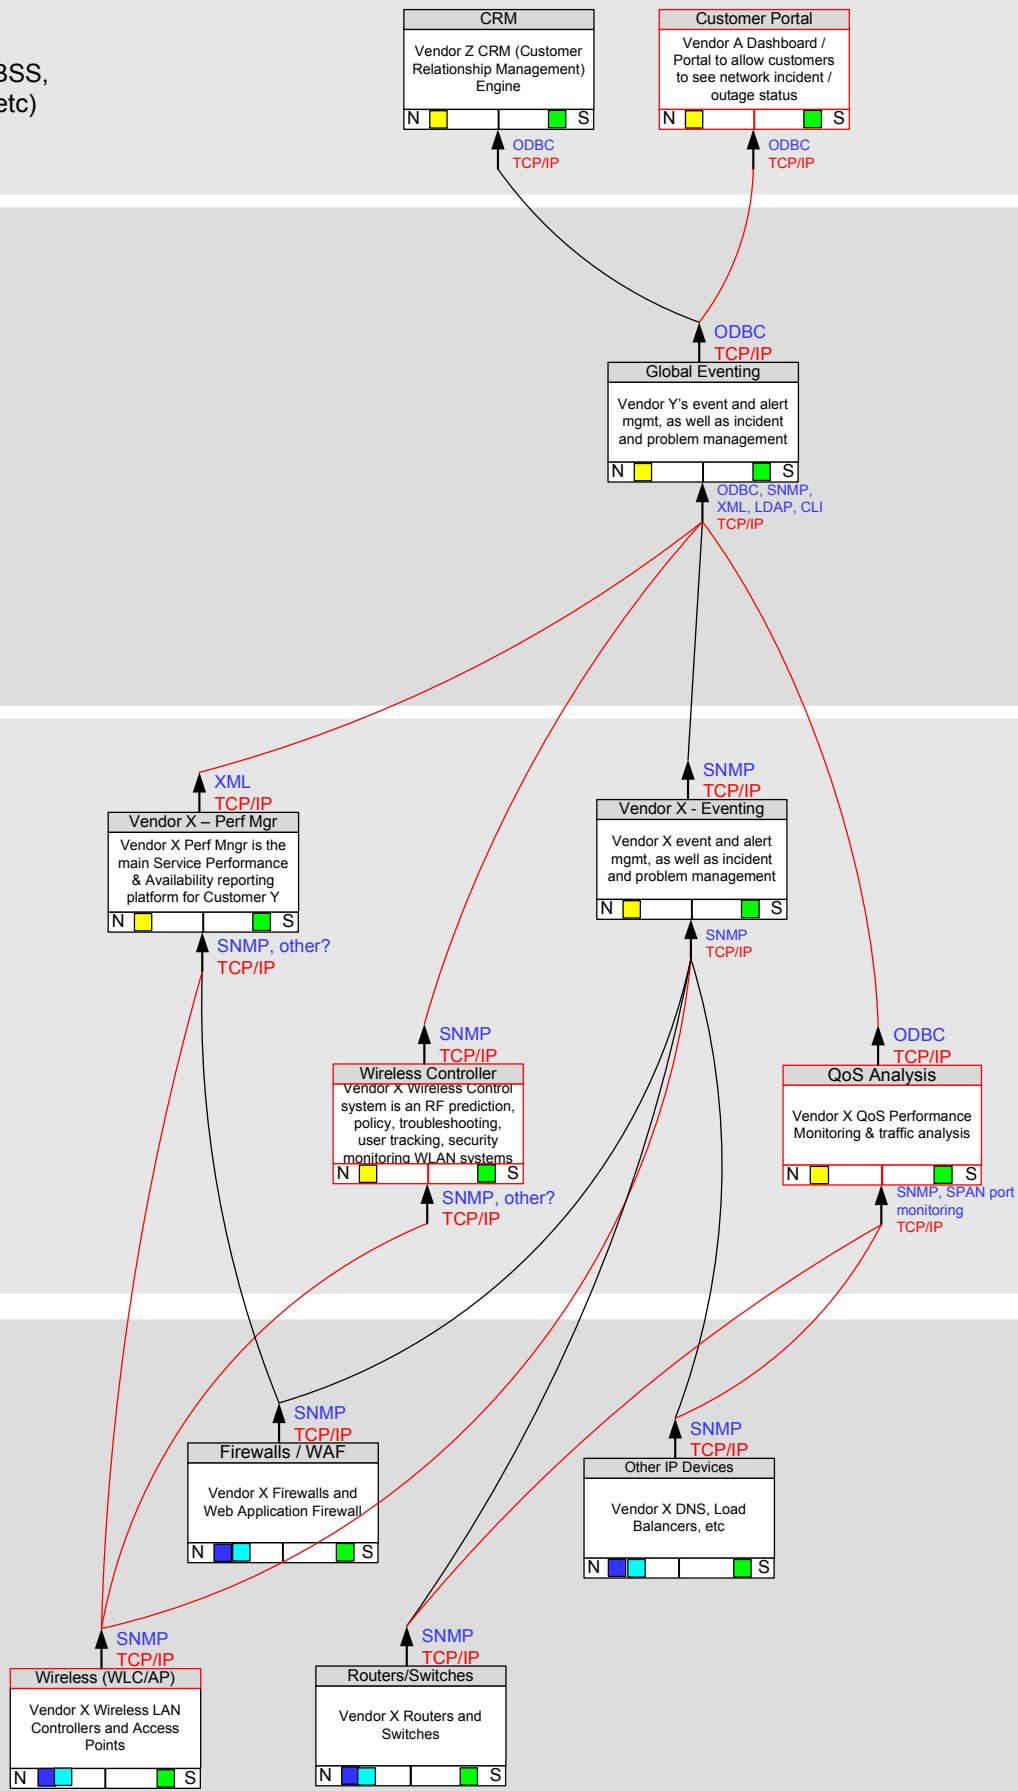 CRM
Vendor Z CRM (Customer
Relationship Management)
Engine
N S
Customer Portal
Vendor A Dashboard /
Portal to allow customers
to see network incident /
outage status
N S
BSS,
etc)
ODBC
TCP/IP
ODBC
TCP/IP
ODBC
TCP/IP
Global Eventing
Vendor Y's event and alert
mgmt, as well as incident
and problem management
N S
ODBC, SNMP,
XML, LDAP, CLI
TCP/IP
XML
TCP/IP
Vendor X – Perf Mgr
Vendor X Perf Mngr is the
main Service Performance
& Availability reporting
platform for Customer Y
N S
SNMP, other?
TCP/IP
SNMP
TCP/IP
Vendor X - Eventing
Vendor X event and alert
mgmt, as well as incident
and problem management
N S
SNMP
TCP/IP
SNMP
TCP/IP
Wireless Controller
Vendor X Wireless Control
system is an RF prediction,
policy, troubleshooting,
user tracking, security
monitoring WLAN systems
N S
SNMP, other?
TCP/IP
ODBC
TCP/IP
QoS Analysis
Vendor X QoS Performance
Monitoring & traffic analysis
N S
SNMP, SPAN port
monitoring
TCP/IP
SNMP
TCP/IP
Firewalls / WAF
Vendor X Firewalls and
Web Application Firewall
N S
SNMP
TCP/IP
Other IP Devices
Vendor X DNS, Load
Balancers, etc
N S
SNMP
TCP/IP
Wireless (WLC/AP)
Vendor X Wireless LAN
Controllers and Access
Points
N S
SNMP
TCP/IP
Routers/Switches
Vendor X Routers and
Switches
N S